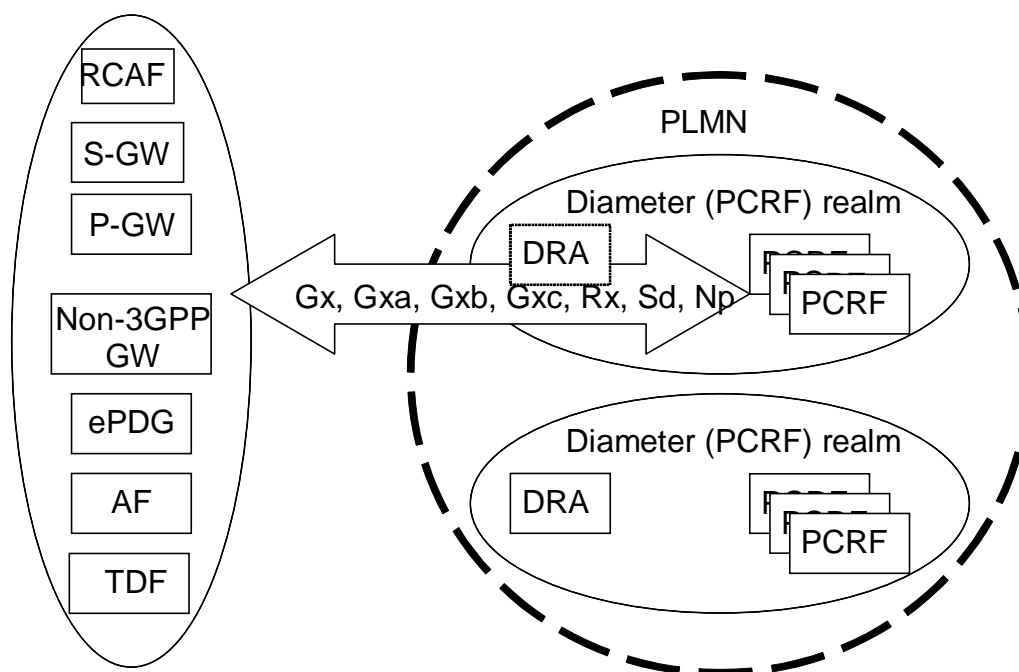 RCAF
S-GW
P-GW
Non-3GPP
GW
ePDG
AF
TDF
Gx, Gxa, Gxb, Gxc, Rx, Sd, Np
PLMN
Diameter (PCRF) realm
DRA
PCRF
Diameter (PCRF) realm
DRA
PCRF